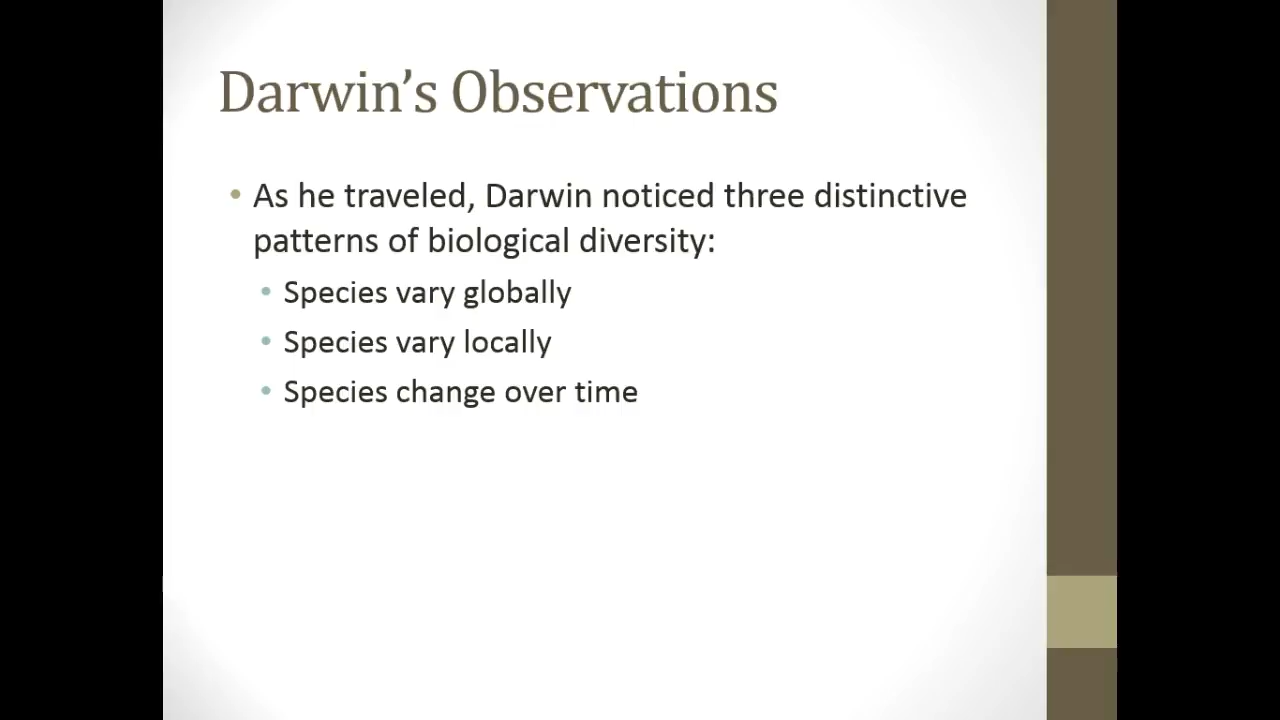 Darwin’s Observations
• As he traveled, Darwin noticed three distinctive
patterns of biological diversity:
• Species vary globally
• Species vary locally
• Species change over time